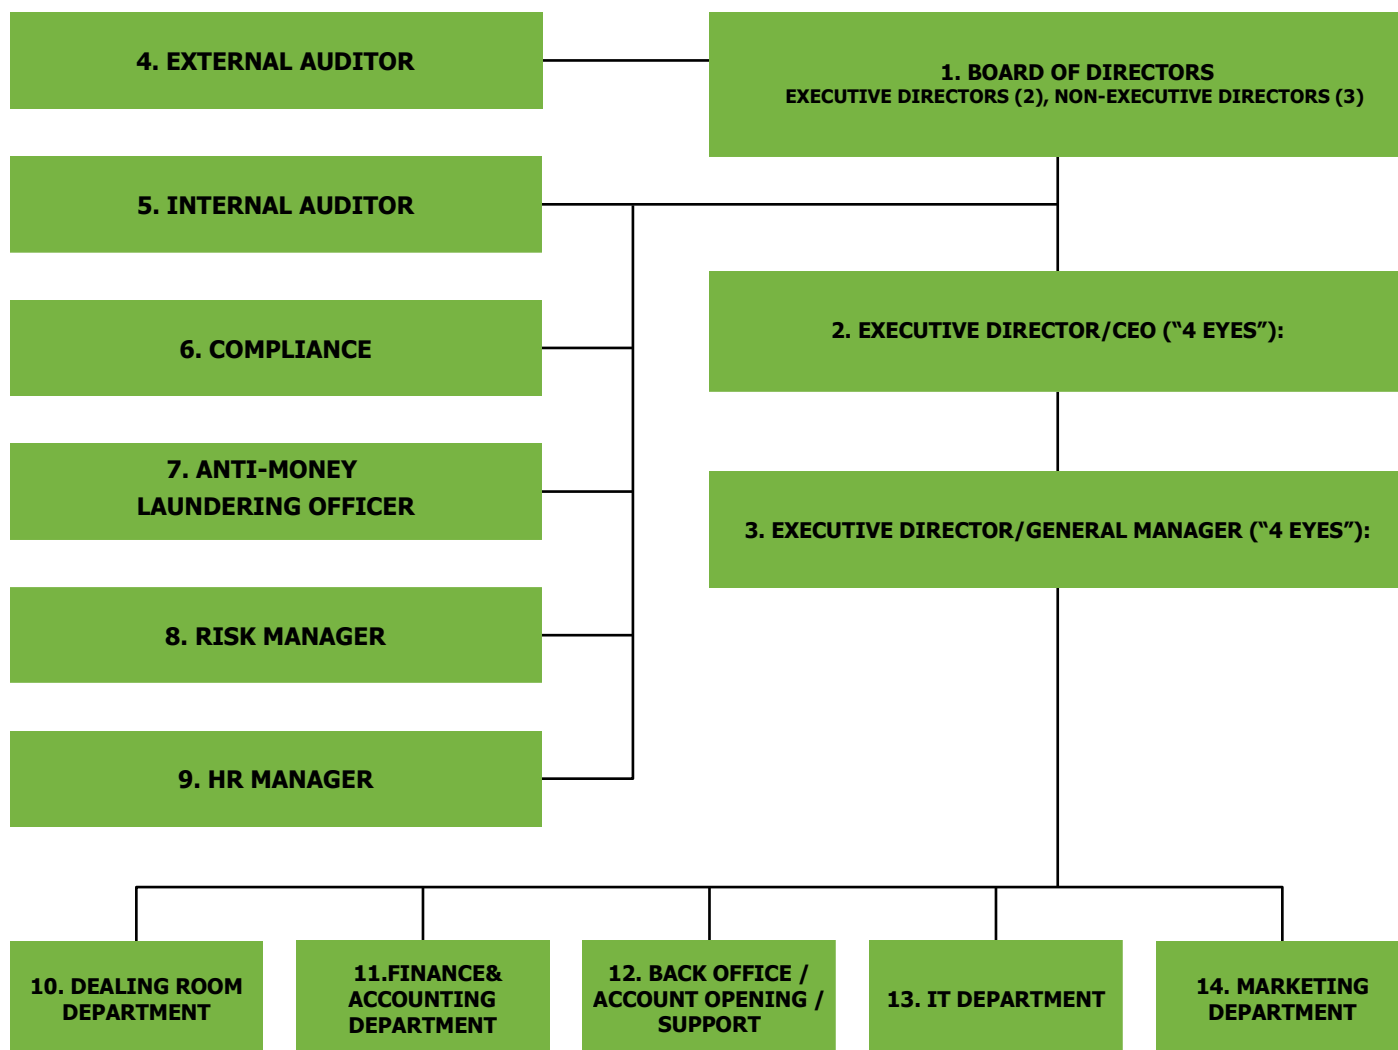 4. EXTERNAL AUDITOR
1. BOARD OF DIRECTORS
EXECUTIVE DIRECTORS (2), NON-EXECUTIVE DIRECTORS (3)
5. INTERNAL AUDITOR
2. EXECUTIVE DIRECTOR/CEO (“4 EYES”):
6. COMPLIANCE
7. ANTI-MONEY
LAUNDERING OFFICER
3. EXECUTIVE DIRECTOR/GENERAL MANAGER (“4 EYES”):
8. RISK MANAGER
9. HR MANAGER
10. DEALING ROOM
DEPARTMENT
11.FINANCE&
ACCOUNTING
DEPARTMENT
12. BACK OFFICE /
ACCOUNT OPENING /
SUPPORT
13. IT DEPARTMENT
14. MARKETING
DEPARTMENT